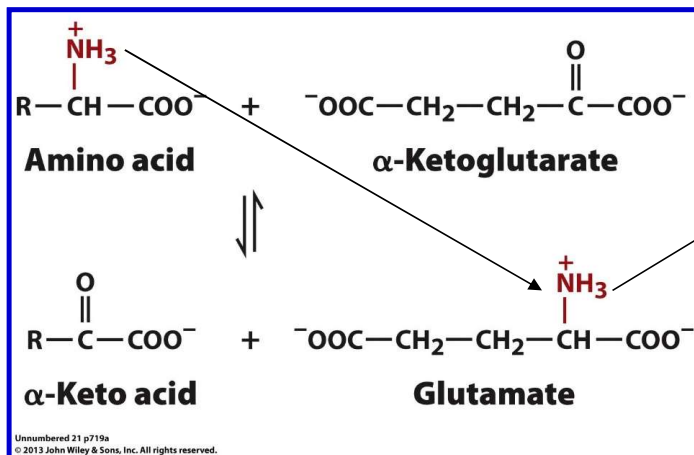 +
NH3
O
R—CH—COO⁻ + ⁻OOC—CH2—CH2—C—COO⁻
Amino acid α-Ketoglutarate
O
+
NH3
R—C—COO⁻ + ⁻OOC—CH2—CH2—CH—COO⁻
α-Keto acid Glutamate
Unnumbered 21 p719a
© 2013 John Wiley & Sons, Inc. All rights reserved.